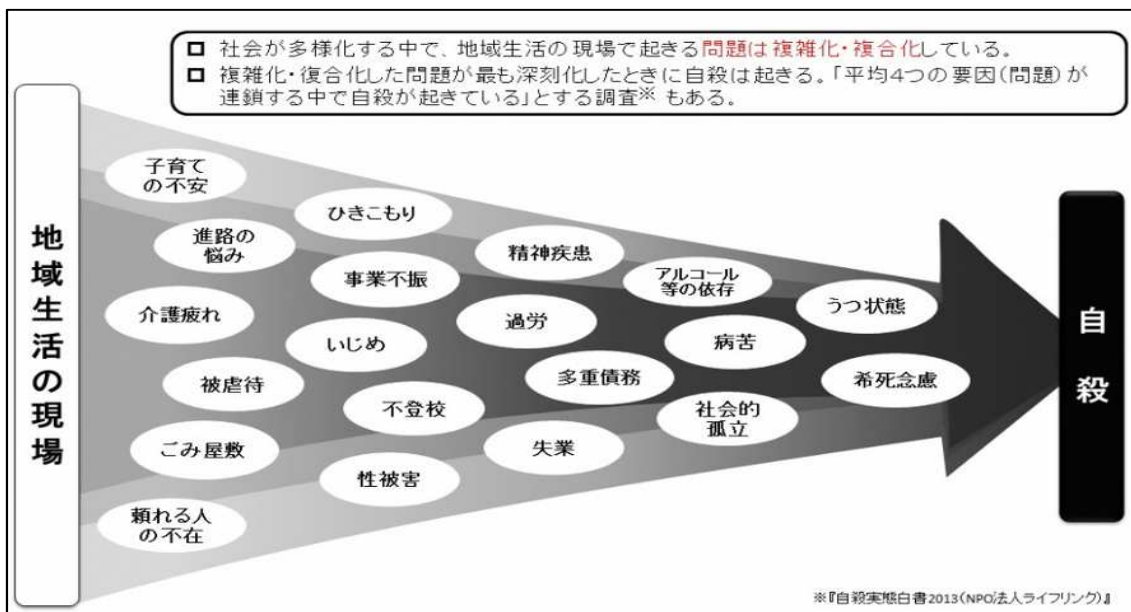 □ 社会が多様化する中で、地域生活の現場で起きる問題は複雑化・複合化している。
□ 複雑化・復合化した問題が最も深刻化したときに自殺は起きる。「平均4つの要因(問題)が
連鎖する中で自殺が起きている」とする調査※ もある。
地域生活の現場
子育て
の不安
進路の
悩み
介護疲れ
被虐待
ごみ屋敷
頼れる人
の不在
ひきこもり
事業不振
いじめ
不登校
性被害
精神疾患
過労
多重債務
失業
アルコール
等の依存
病苦
社会的
孤立
うつ状態
希死念慮
自殺
※『自殺実態白書2013(NPO法人ライフリンク)』